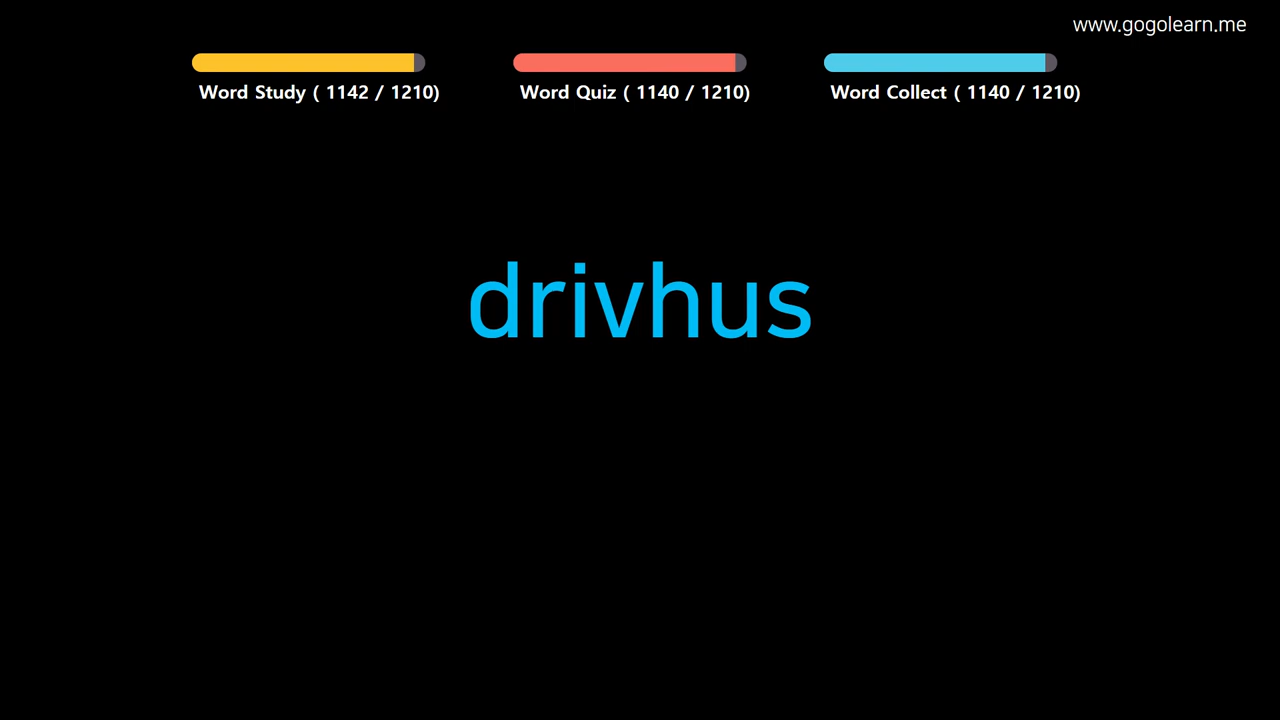 www.gogolearn.me
Word Study ( 1142 / 1210)
Word Quiz ( 1140 / 1210)
Word Collect ( 1140 / 1210)
drivhus